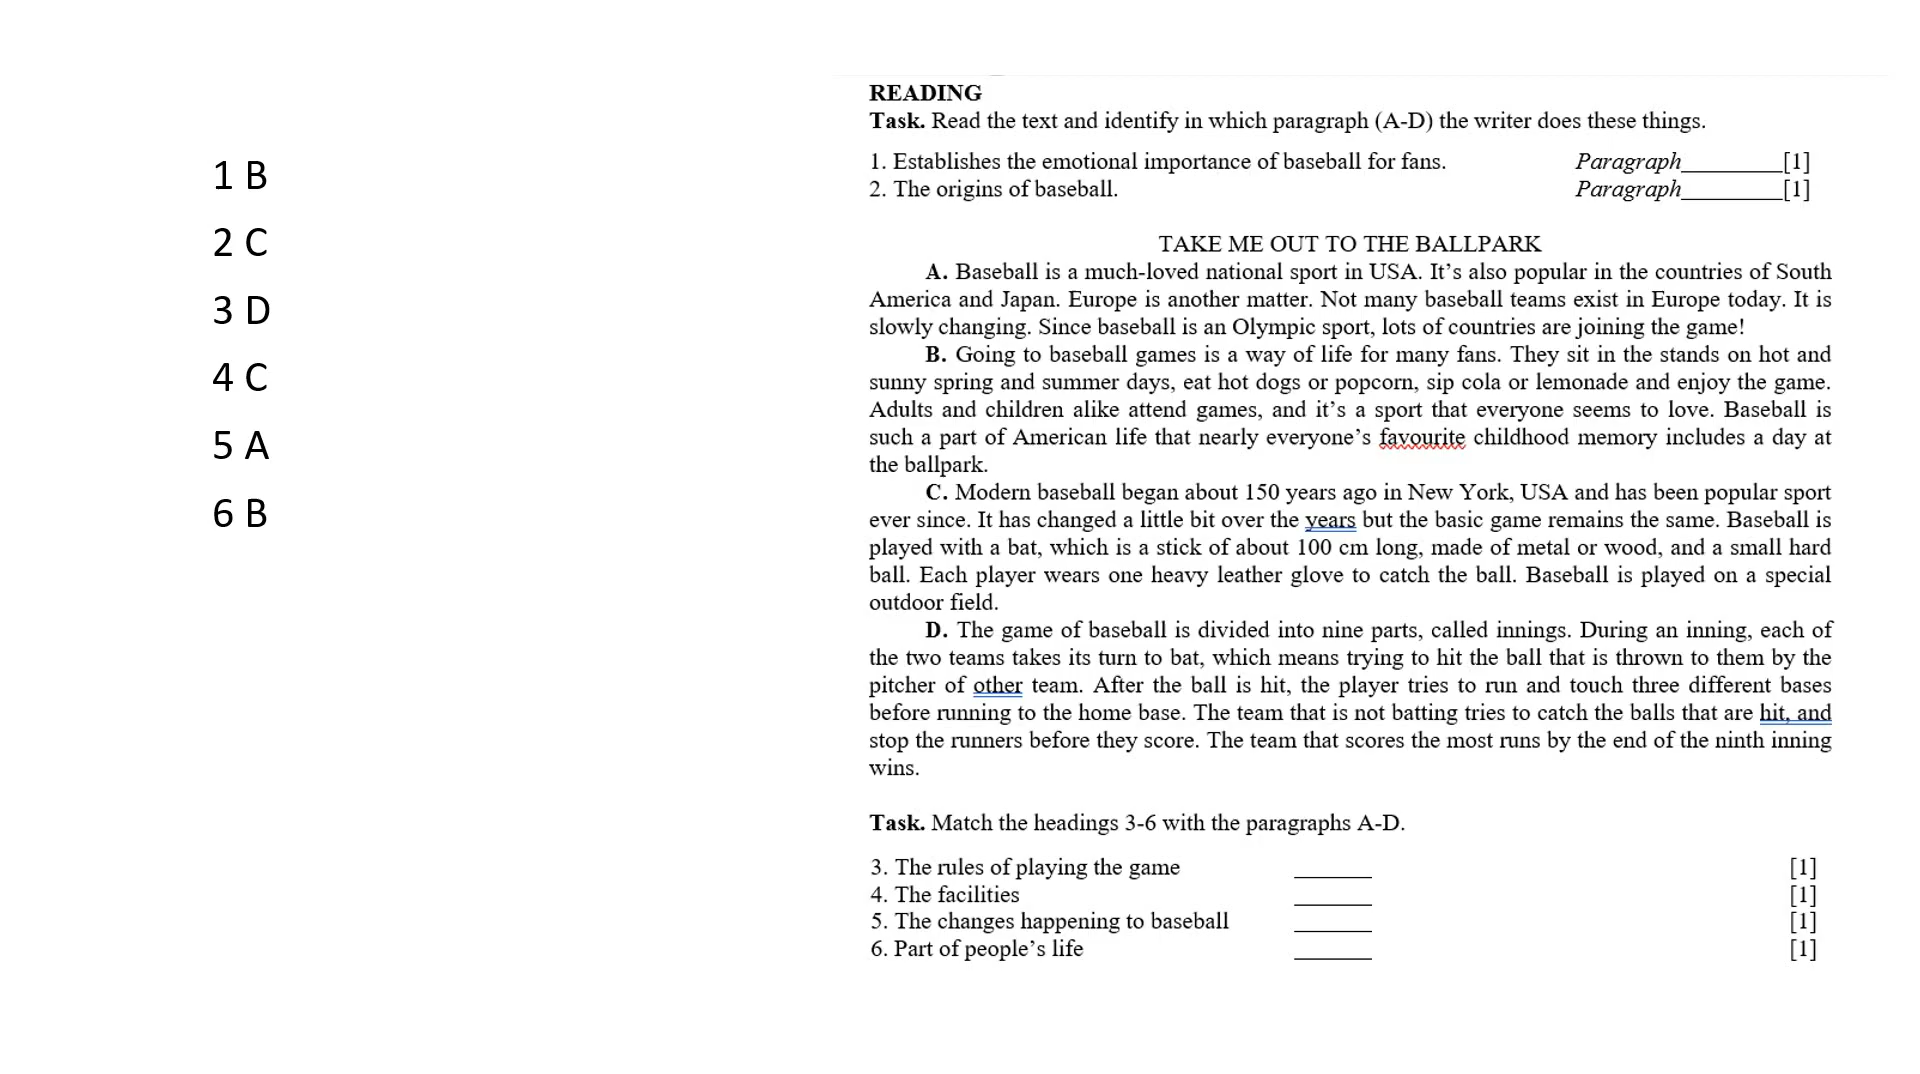 1 B
2 C
3 D
4 C
5 A
6 B
READING
Task. Read the text and identify in which paragraph (A-D) the writer does these things.
1. Establishes the emotional importance of baseball for fans. Paragraph_________[1]
2. The origins of baseball. Paragraph_________[1]
TAKE ME OUT TO THE BALLPARK
A. Baseball is a much-loved national sport in USA. It’s also popular in the countries of South
America and Japan. Europe is another matter. Not many baseball teams exist in Europe today. It is
slowly changing. Since baseball is an Olympic sport, lots of countries are joining the game!
B. Going to baseball games is a way of life for many fans. They sit in the stands on hot and
sunny spring and summer days, eat hot dogs or popcorn, sip cola or lemonade and enjoy the game.
Adults and children alike attend games, and it’s a sport that everyone seems to love. Baseball is
such a part of American life that nearly everyone’s favourite childhood memory includes a day at
the ballpark.
C. Modern baseball began about 150 years ago in New York, USA and has been popular sport
ever since. It has changed a little bit over the years but the basic game remains the same. Baseball is
played with a bat, which is a stick of about 100 cm long, made of metal or wood, and a small hard
ball. Each player wears one heavy leather glove to catch the ball. Baseball is played on a special
outdoor field.
D. The game of baseball is divided into nine parts, called innings. During an inning, each of
the two teams takes its turn to bat, which means trying to hit the ball that is thrown to them by the
pitcher of other team. After the ball is hit, the player tries to run and touch three different bases
before running to the home base. The team that is not batting tries to catch the balls that are hit, and
stop the runners before they score. The team that scores the most runs by the end of the ninth inning
wins.
Task. Match the headings 3-6 with the paragraphs A-D.
3. The rules of playing the game _______ [1]
4. The facilities _______ [1]
5. The changes happening to baseball _______ [1]
6. Part of people’s life _______ [1]